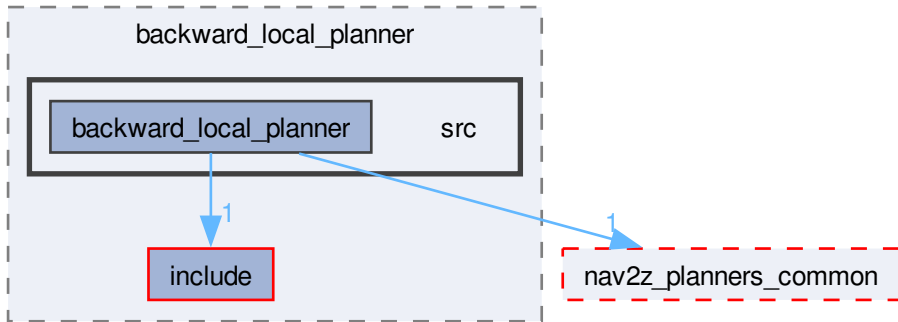 backward_local_planner
backward_local_planner
src
1
1
include
nav2z_planners_common